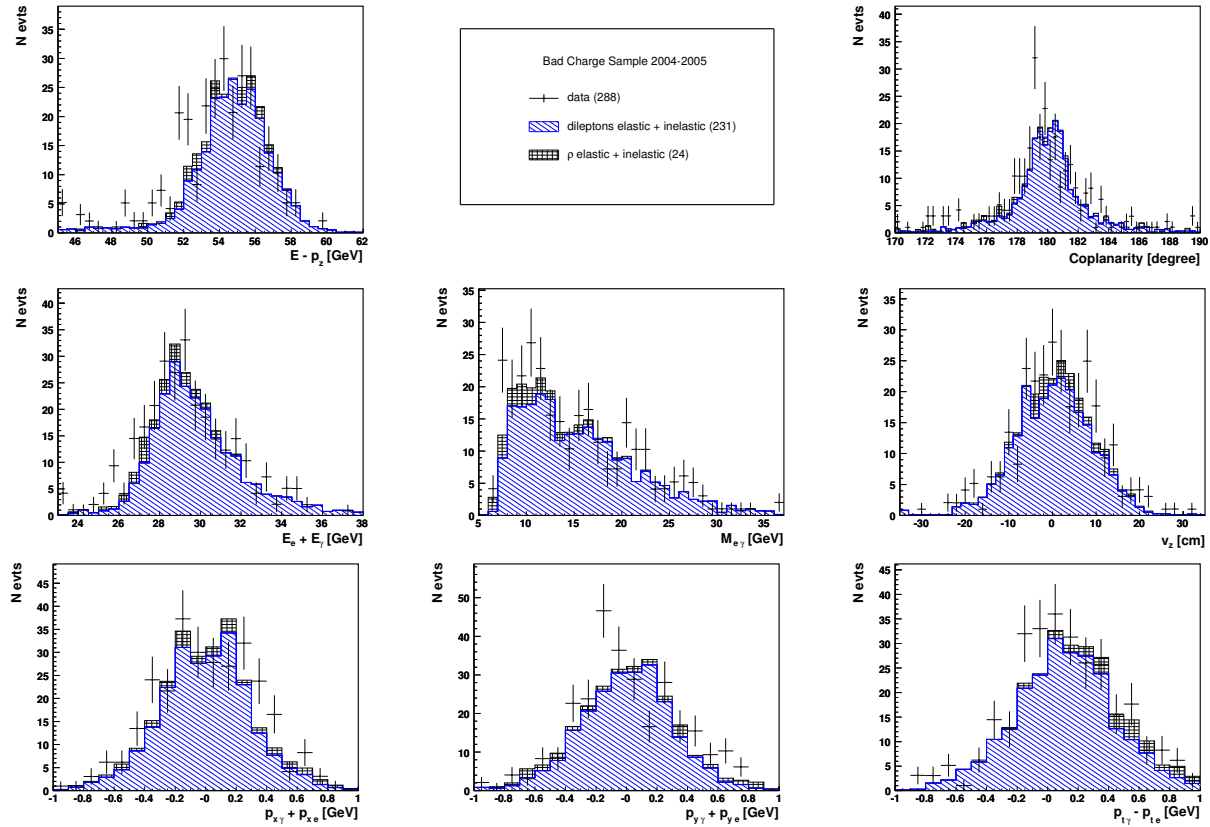 N evts
35
30
25
20
15
10
5
0
46 48 50 52 54 56 58 60 62
E - p_z [GeV]
Bad Charge Sample 2004-2005
data (288)
dileptons elastic + inelastic (231)
ρ elastic + inelastic (24)
N evts
40
35
30
25
20
15
10
5
0
170 172 174 176 178 180 182 184 186 188 190
Coplanarity [degree]
N evts
40
35
30
25
20
15
10
5
0
24 26 28 30 32 34 36 38
E_e + E_γ [GeV]
N evts
35
30
25
20
15
10
5
0
5 10 15 20 25 30 35
M_e γ [GeV]
N evts
35
30
25
20
15
10
5
0
-30 -20 -10 0 10 20 30
v_z [cm]
N evts
45
40
35
30
25
20
15
10
5
0
-1 -0.8 -0.6 -0.4 -0.2 -0 0.2 0.4 0.6 0.8 1
p_x γ + p_x e [GeV]
N evts
50
40
30
20
10
0
-1 -0.8 -0.6 -0.4 -0.2 -0 0.2 0.4 0.6 0.8 1
p_y γ + p_y e [GeV]
N evts
45
40
35
30
25
20
15
10
5
0
-1 -0.8 -0.6 -0.4 -0.2 -0 0.2 0.4 0.6 0.8 1
p_t γ - p_t e [GeV]